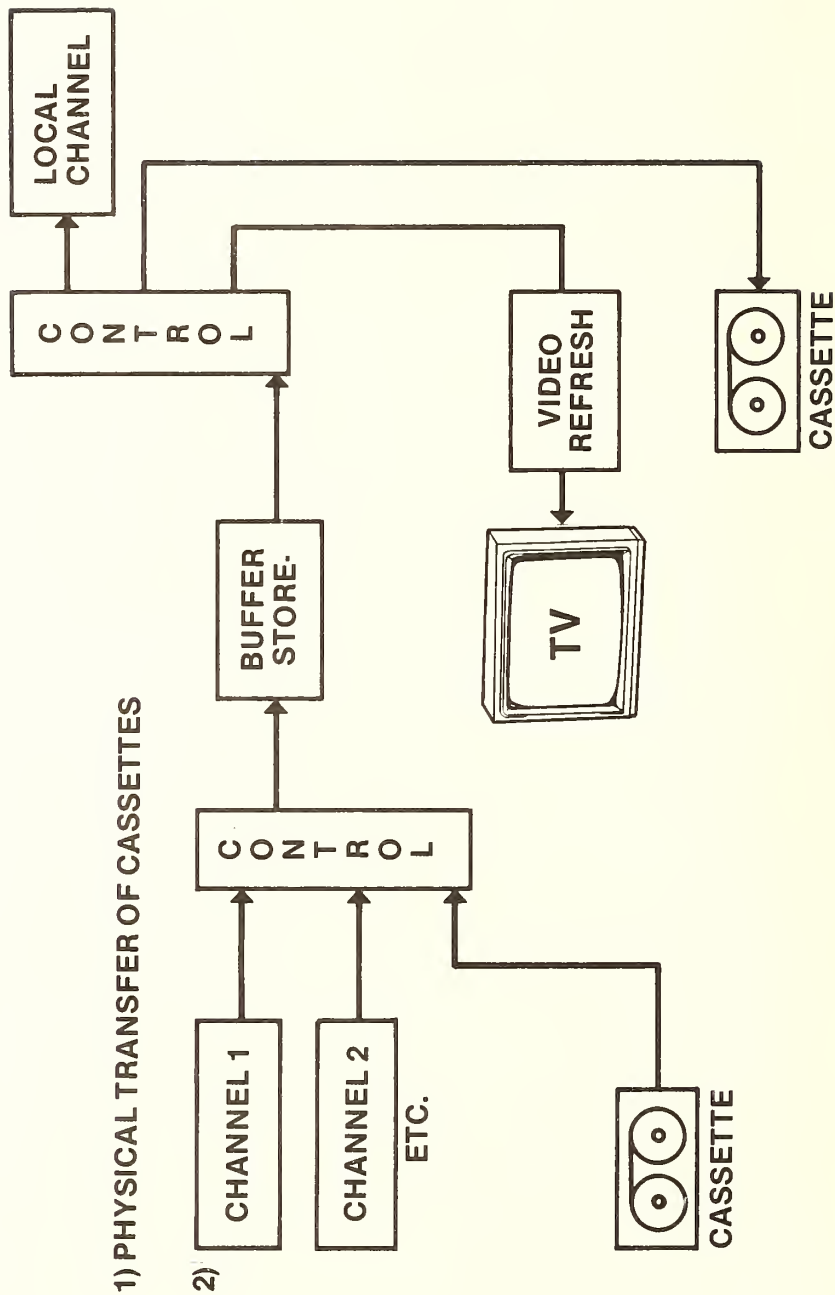 1) PHYSICAL TRANSFER OF CASSETTES
2)
CHANNEL 1
CHANNEL 2
ETC.
CASSETTE
CONTROL
BUFFER
STORE-
CONTROL
LOCAL
CHANNEL
VIDEO
REFRESH
TV
CASSETTE